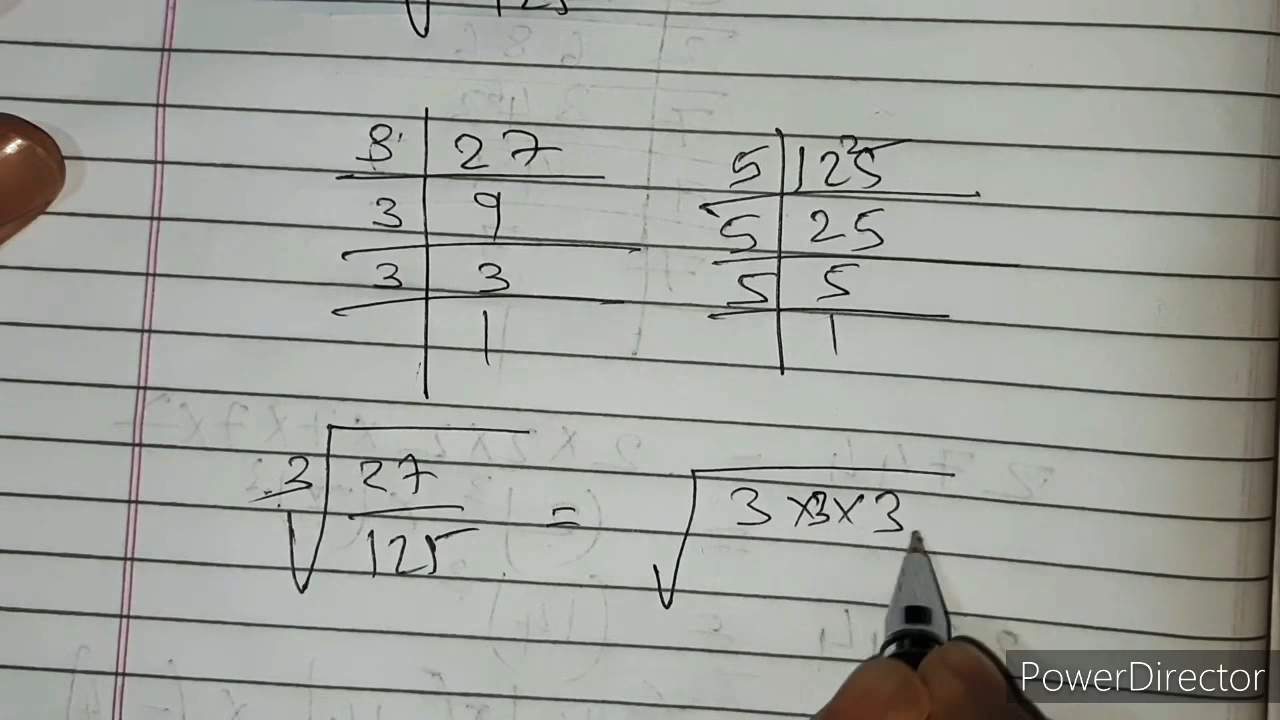 125
3 | 27 5 | 125
3 | 9 5 | 25
3 | 3 5 | 5
1 1
∛(27/125) = √(3 × 3 × 3
PowerDirector